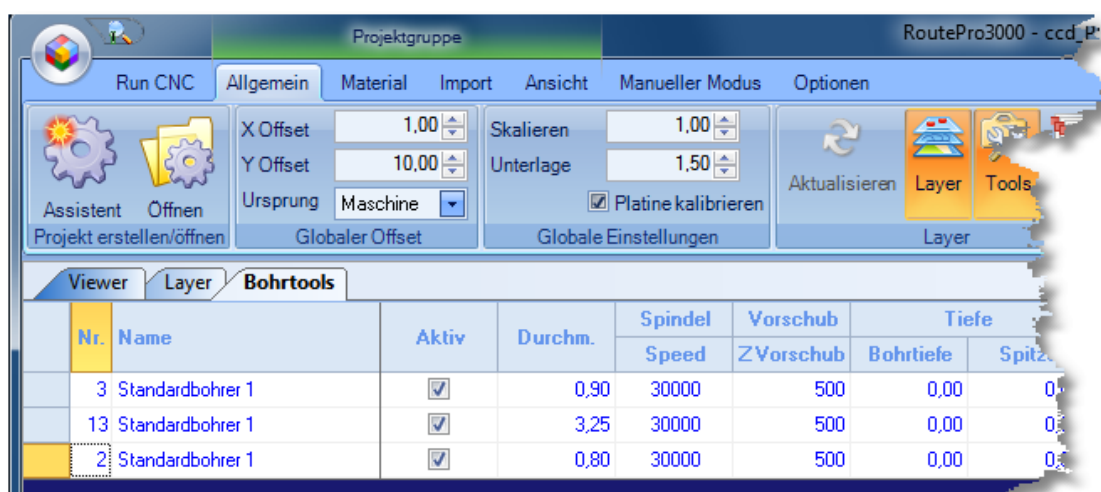 Projektgruppe RoutePro3000 - ccd_P
Run CNC Allgemein Material Import Ansicht Manueller Modus Optionen
X Offset 1,00 Skalieren 1,00
Y Offset 10,00 Unterlage 1,50
Ursprung Maschine Platine kalibrieren
Assistent Öffnen Aktualisieren Layer Tools
Projekt erstellen/öffnen Globaler Offset Globale Einstellungen Layer
Viewer Layer Bohrtools
Nr. Name Aktiv Durchm. Spindel Vorschub Tiefe
Speed ZVorschub Bohrtiefe
3 Standardbohrer 1 0,90 30000 500 0,00
13 Standardbohrer 1 3,25 30000 500 0,00
2 Standardbohrer 1 0,80 30000 500 0,00